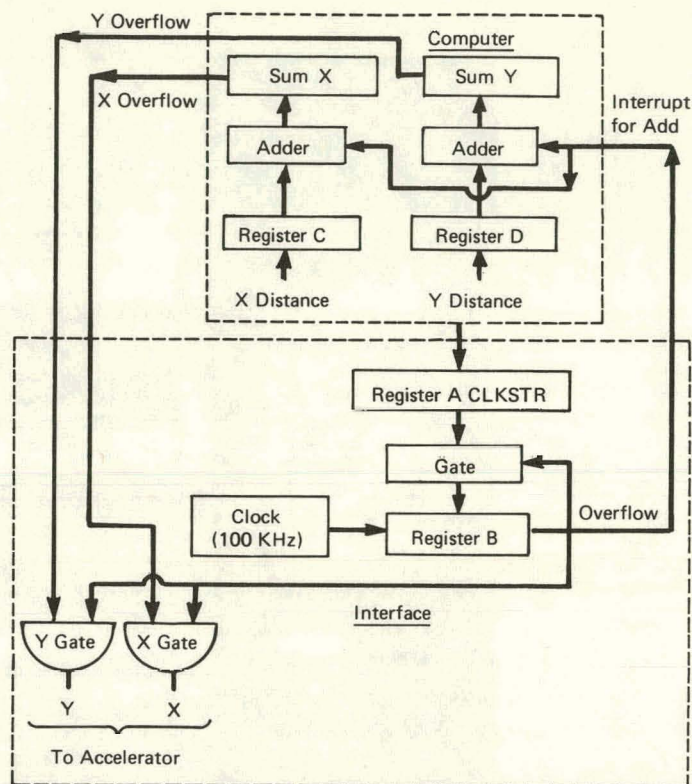 Y Overflow
Computer
Sum X
Sum Y
X Overflow
Interrupt
for Add
Adder
Adder
Register C
Register D
X Distance
Y Distance
Register A CLKSTR
Gate
Clock
(100 KHz)
Register B
Overflow
Interface
Y Gate
X Gate
Y
X
To Accelerator